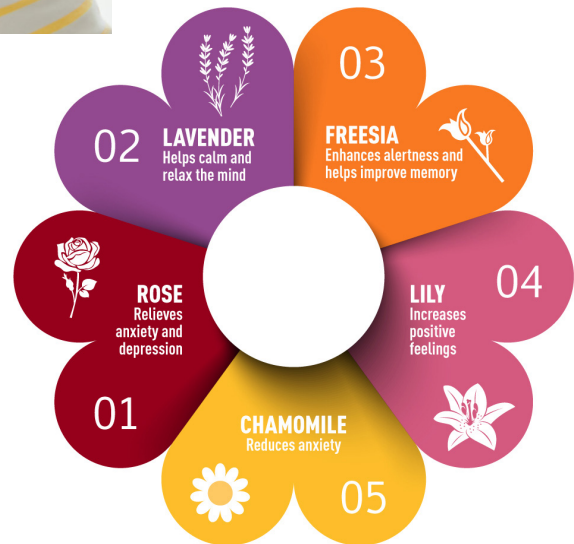 01
ROSE
Relieves
anxiety and
depression
02
LAVENDER
Helps calm and
relax the mind
03
FREESIA
Enhances alertness and
helps improve memory
04
LILY
Increases
positive
feelings
CHAMOMILE
Reduces anxiety
05